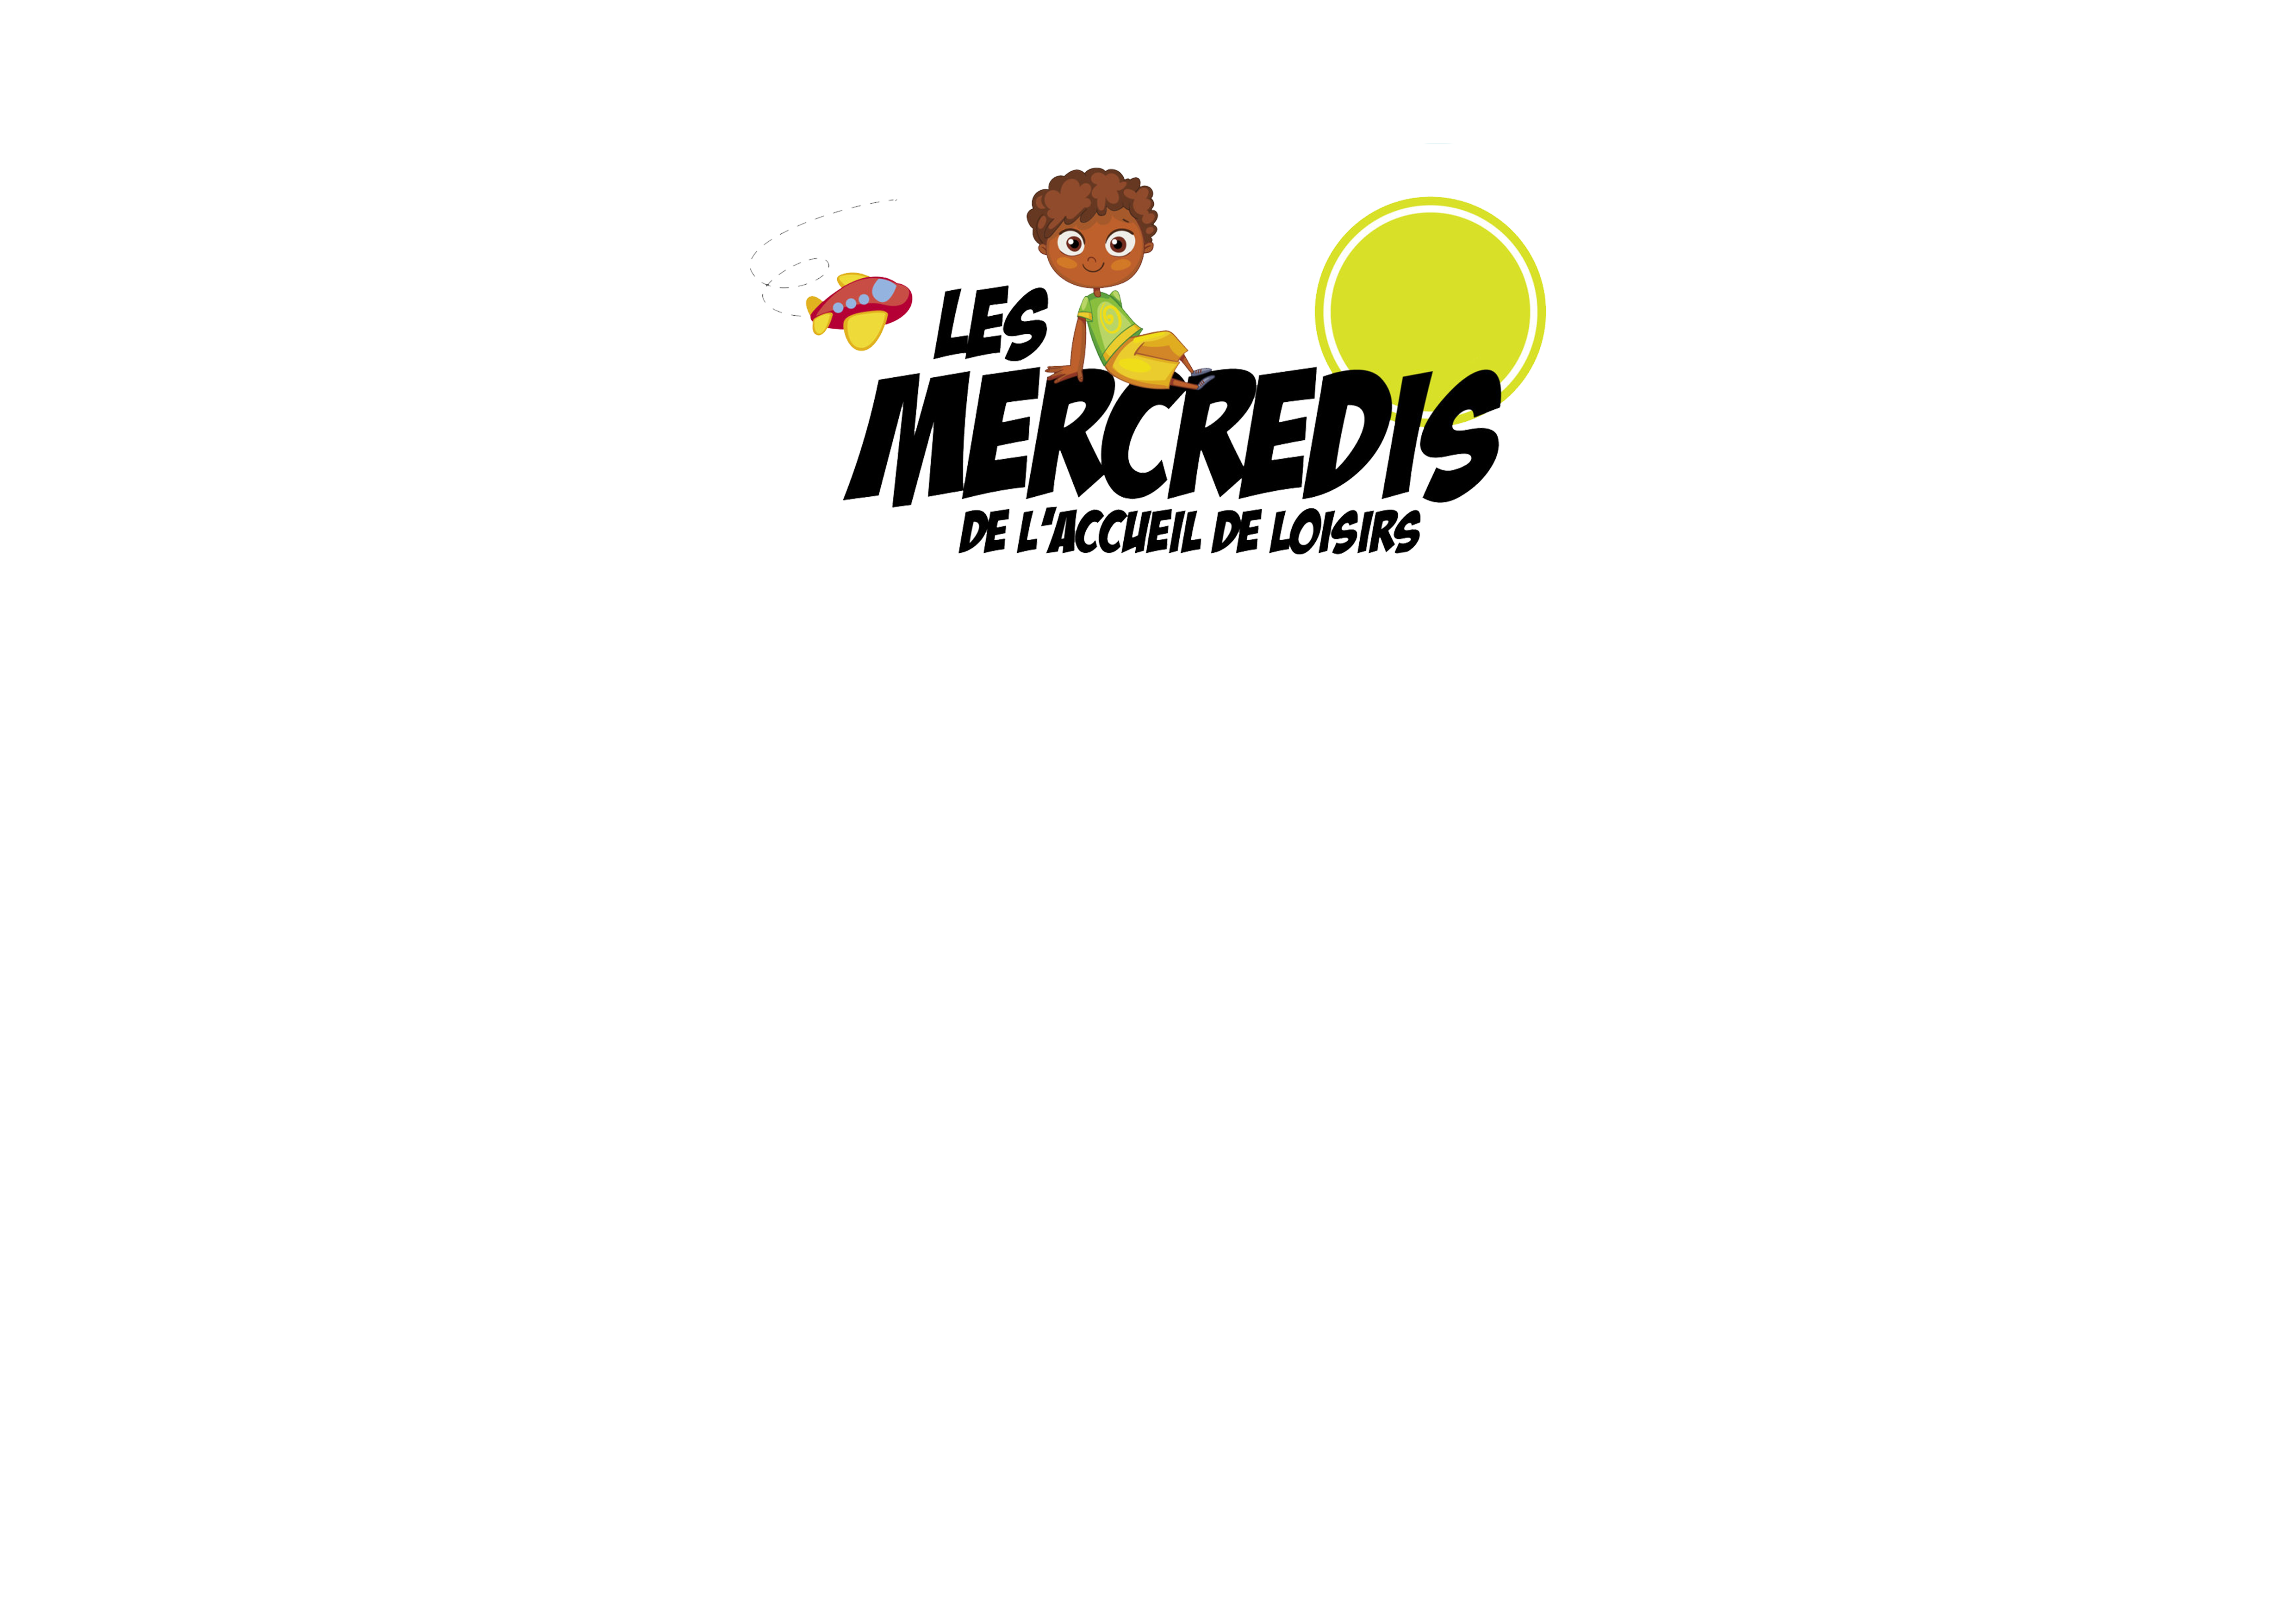 LES
MERCREDIS
DE L'ACCUEIL DE LOISIRS